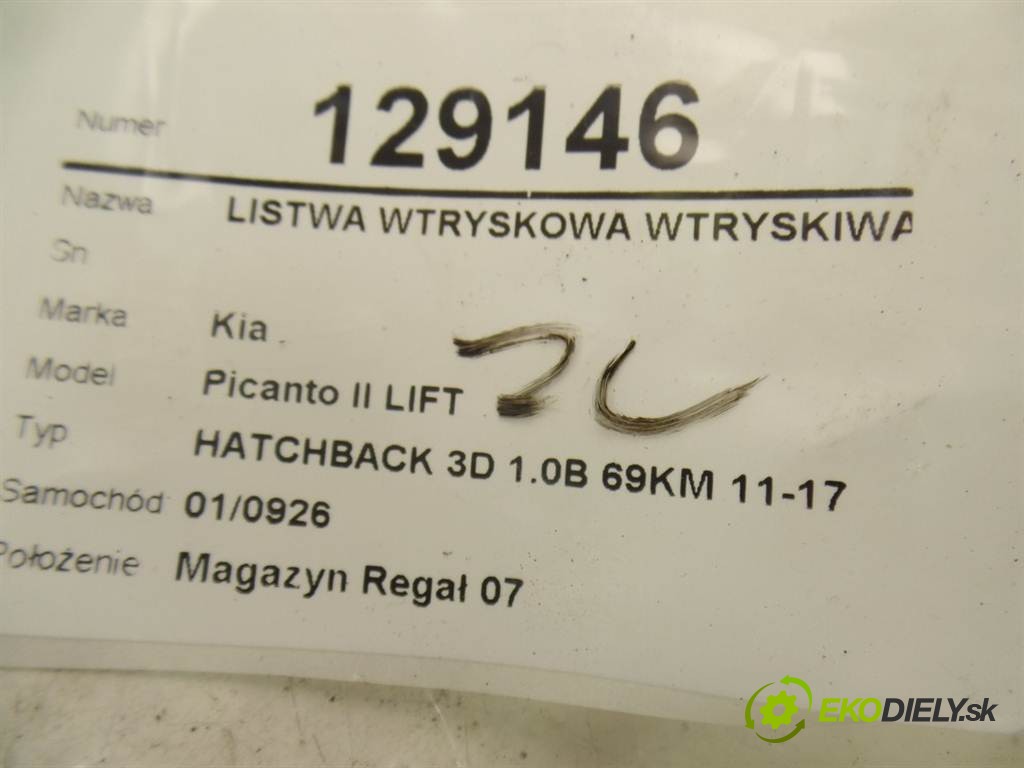 Numer 129146
Nazwa LISTWA WTRYSKOWA WTRYSKIWA
Sn
Marka Kia
Model Picanto II LIFT
Typ HATCHBACK 3D 1.0B 69KM 11-17
Samochód 01/0926
Położenie Magazyn Regał 07
EKODIELY.sk